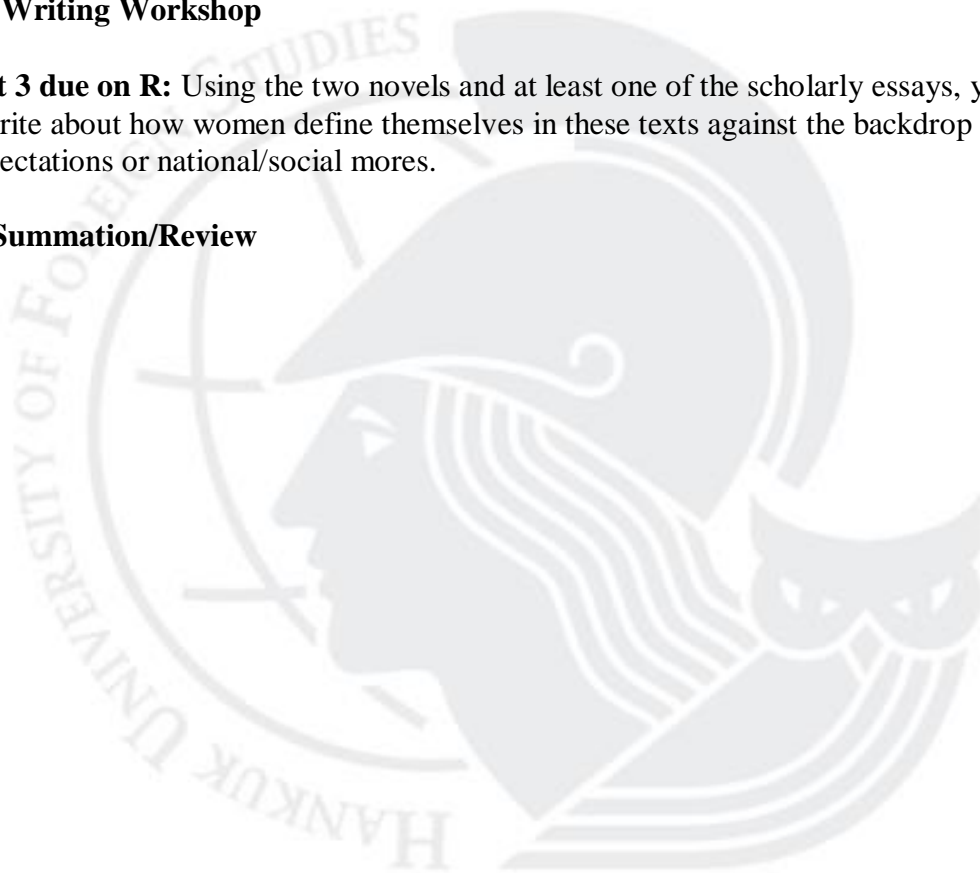 Writing Workshop
t 3 due on R: Using the two novels and at least one of the scholarly essays, y
rite about how women define themselves in these texts against the backdrop
ectations or national/social mores.
Summation/Review
HANKUK UNIVERSITY OF FOREIGN STUDIES